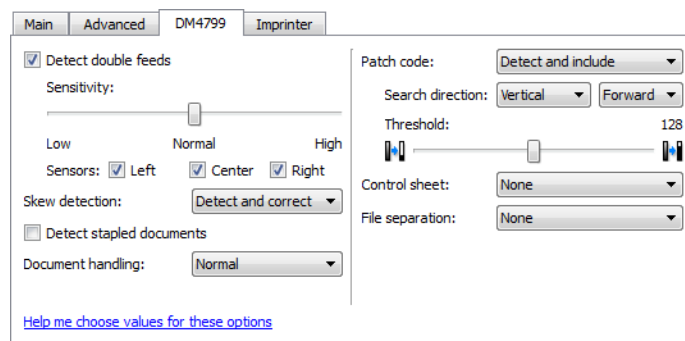 Main Advanced DM4799 Imprinter
Detect double feeds
Sensitivity:
Low Normal High
Sensors: Left Center Right
Skew detection: Detect and correct
Detect stapled documents
Document handling: Normal
Help me choose values for these options
Patch code: Detect and include
Search direction: Vertical Forward
Threshold: 128
Control sheet: None
File separation: None